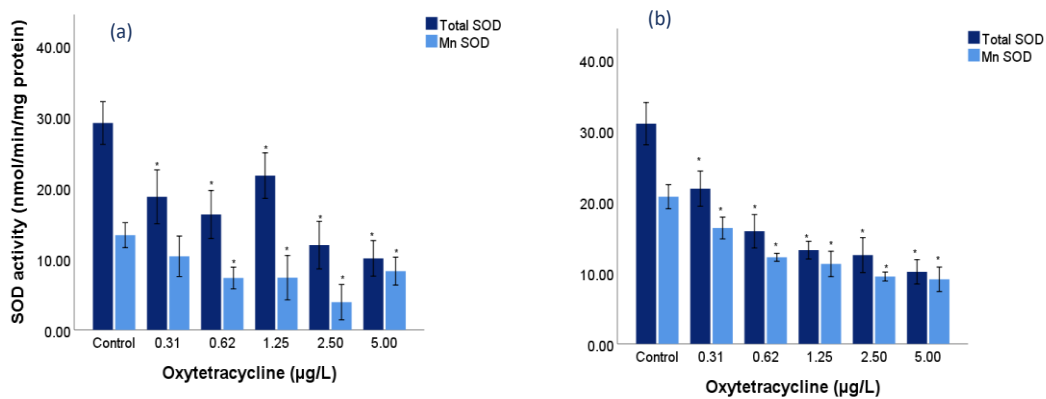 (a)
Total SOD
Mn SOD
SOD activity (nmol/min/mg protein)
40.00
30.00
20.00
10.00
0.00
* * * * * * * * *
Control 0.31 0.62 1.25 2.50 5.00
Oxytetracycline (µg/L)
(b)
Total SOD
Mn SOD
40.00
30.00
20.00
10.00
0.00
* * * * * * * * * *
Control 0.31 0.62 1.25 2.50 5.00
Oxytetracycline (µg/L)